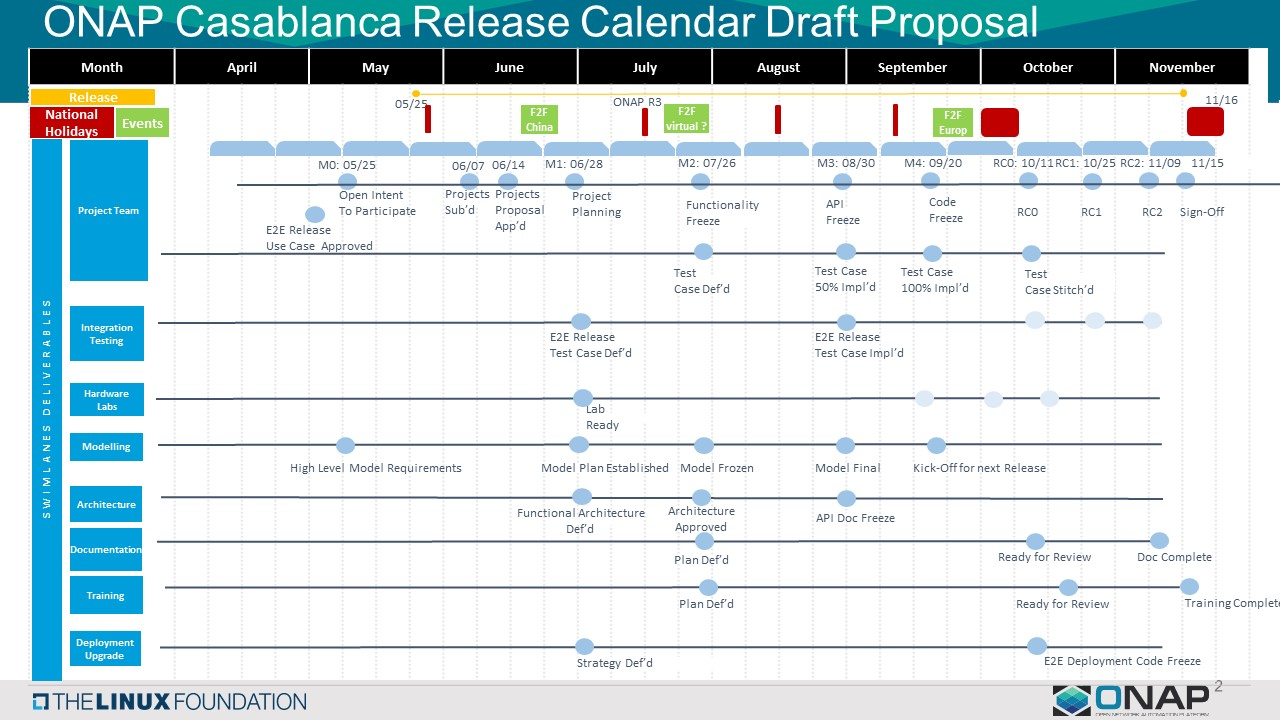 ONAP Casablanca Release Calendar Draft Proposal
Month April May June July August September October November
Release
05/25 ONAP R3 11/16
National
Holidays
Events
F2F
China
F2F
virtual ?
F2F
Europ
SWIMLANES DELIVERABLES
M0: 05/25 06/07 06/14 M1: 06/28 M2: 07/26 M3: 08/30 M4: 09/20 RC0: 10/11 RC1: 10/25 RC2: 11/09 11/15
Project Team
Open Intent
To Participate
Projects
Sub’d
Projects
Proposal
App’d
Project
Planning
Functionality
Freeze
API
Freeze
Code
Freeze
RC0
RC1
RC2
Sign-Off
E2E Release
Use Case Approved
Test
Case Def’d
Test Case
50% Impl’d
Test Case
100% Impl’d
Test
Case Stitch’d
Integration
Testing
E2E Release
Test Case Def’d
E2E Release
Test Case Impl’d
Hardware
Labs
Lab
Ready
Modelling
High Level Model Requirements
Model Plan Established
Model Frozen
Model Final
Kick-Off for next Release
Architecture
Functional Architecture
Def’d
Architecture
Approved
API Doc Freeze
Documentation
Plan Def’d
Ready for Review
Doc Complete
Training
Plan Def’d
Ready for Review
Training Complete
Deployment
Upgrade
Strategy Def’d
E2E Deployment Code Freeze
THE LINUX FOUNDATION
ONAP
OPEN NETWORK AUTOMATION PLATFORM
2